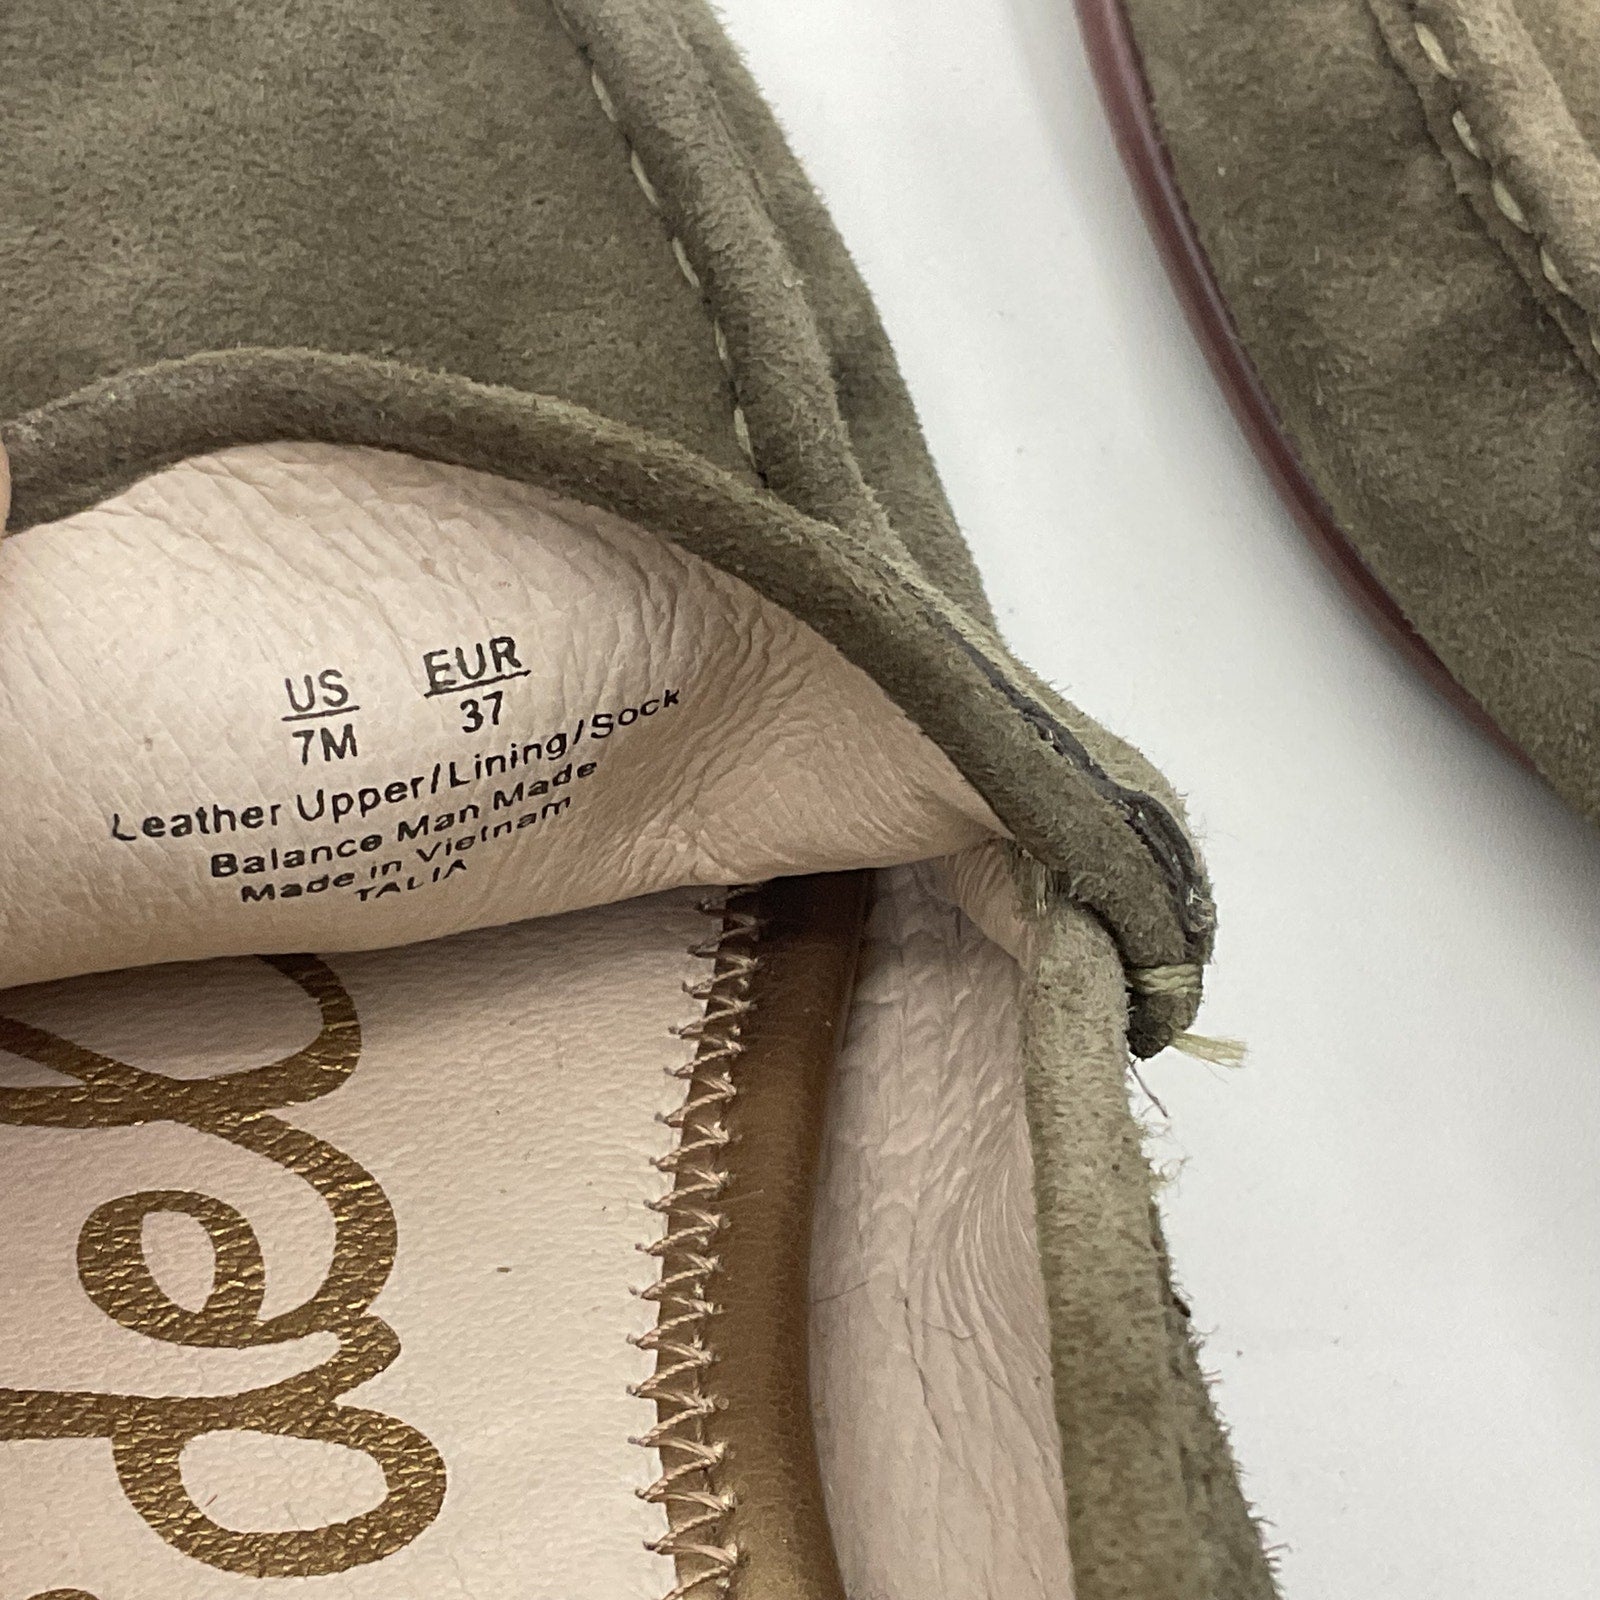 US EUR
7M 37
Leather Upper/Lining/Sock
Balance Man Made
Made in Vietnam
TALIA